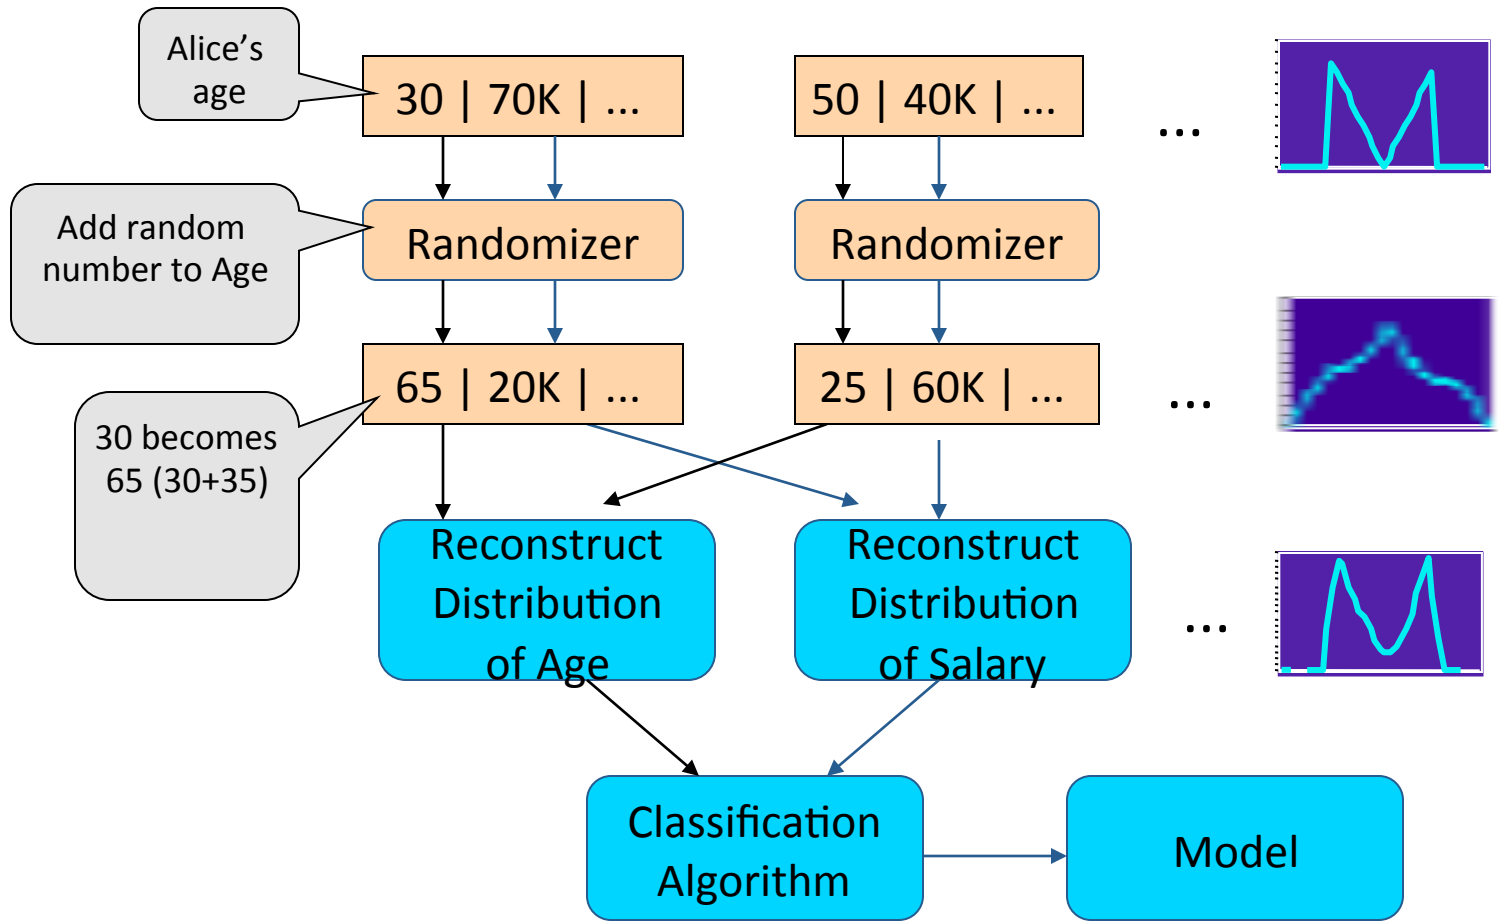 Alice’s
age
30 | 70K | ...
50 | 40K | ...
...
Add random
number to Age
Randomizer
Randomizer
65 | 20K | ...
25 | 60K | ...
...
30 becomes
65 (30+35)
Reconstruct
Distribution
of Age
Reconstruct
Distribution
of Salary
...
Classification
Algorithm
Model